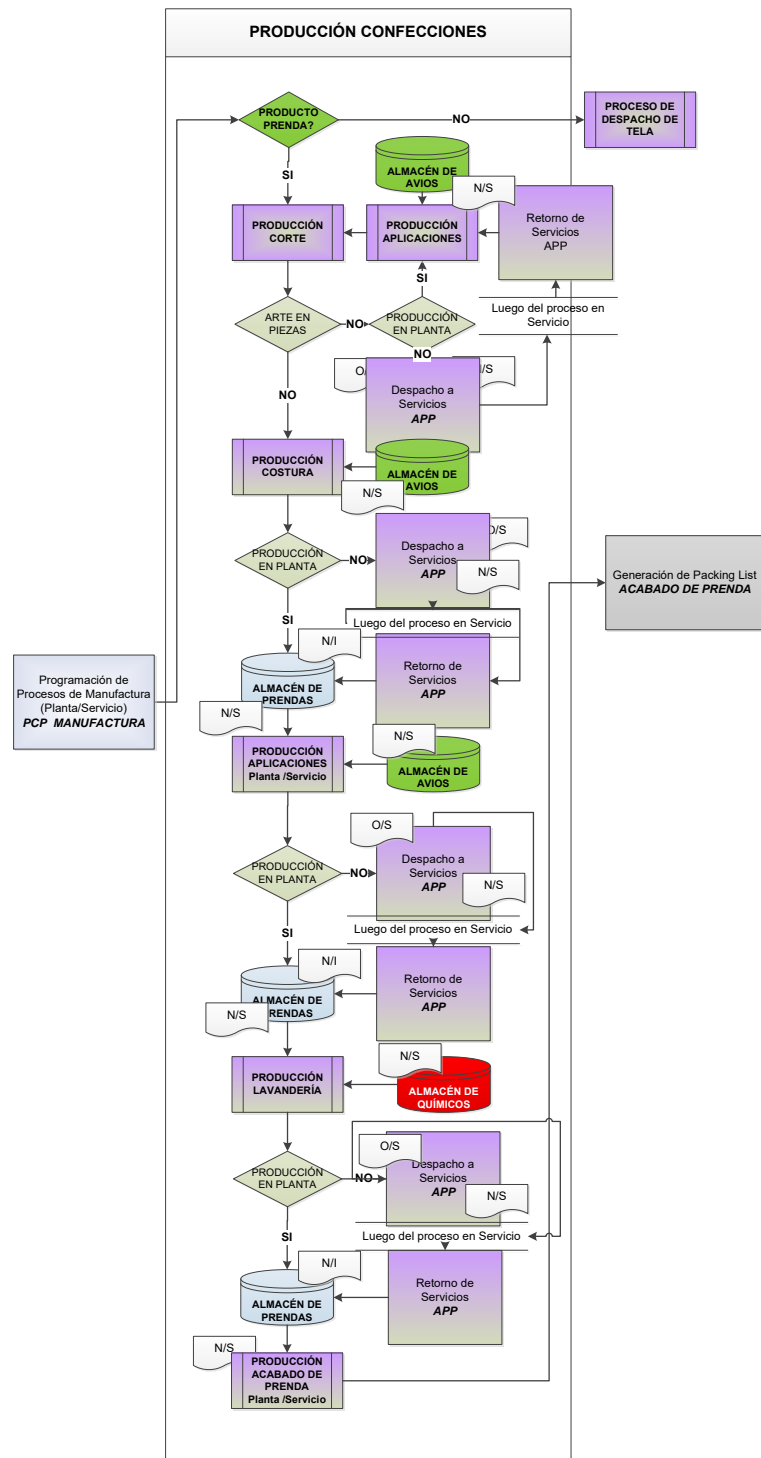 PRODUCCIÓN CONFECCIONES
PRODUCTO
PRENDA?
NO
PROCESO DE
DESPACHO DE
TELA
SI
ALMACÉN DE
AVIOS
N/S
Retorno de
Servicios
APP
PRODUCCIÓN
CORTE
PRODUCCIÓN
APLICACIONES
SI
ARTE EN
PIEZAS
NO
PRODUCCIÓN
EN PLANTA
Luego del proceso en
Servicio
NO
Despacho a
Servicios
APP
NO
PRODUCCIÓN
COSTURA
ALMACÉN DE
AVIOS
N/S
PRODUCCIÓN
EN PLANTA
NO
Despacho a
Servicios
APP
N/S
Generación de Packing List
ACABADO DE PRENDA
SI
Luego del proceso en Servicio
N/I
Retorno de
Servicios
APP
ALMACÉN DE
PRENDAS
Programación de
Procesos de Manufactura
(Planta/Servicio)
PCP MANUFACTURA
N/S
N/S
PRODUCCIÓN
APLICACIONES
Planta /Servicio
ALMACÉN DE
AVIOS
O/S
PRODUCCIÓN
EN PLANTA
NO
Despacho a
Servicios
APP
N/S
SI
Luego del proceso en Servicio
N/I
Retorno de
Servicios
APP
ALMACÉN DE
PRENDAS
N/S
N/S
PRODUCCIÓN
LAVANDERÍA
ALMACÉN DE
QUÍMICOS
O/S
PRODUCCIÓN
EN PLANTA
NO
Despacho a
Servicios
APP
N/S
SI
Luego del proceso en Servicio
N/I
Retorno de
Servicios
APP
ALMACÉN DE
PRENDAS
N/S
PRODUCCIÓN
ACABADO DE
PRENDA
Planta /Servicio